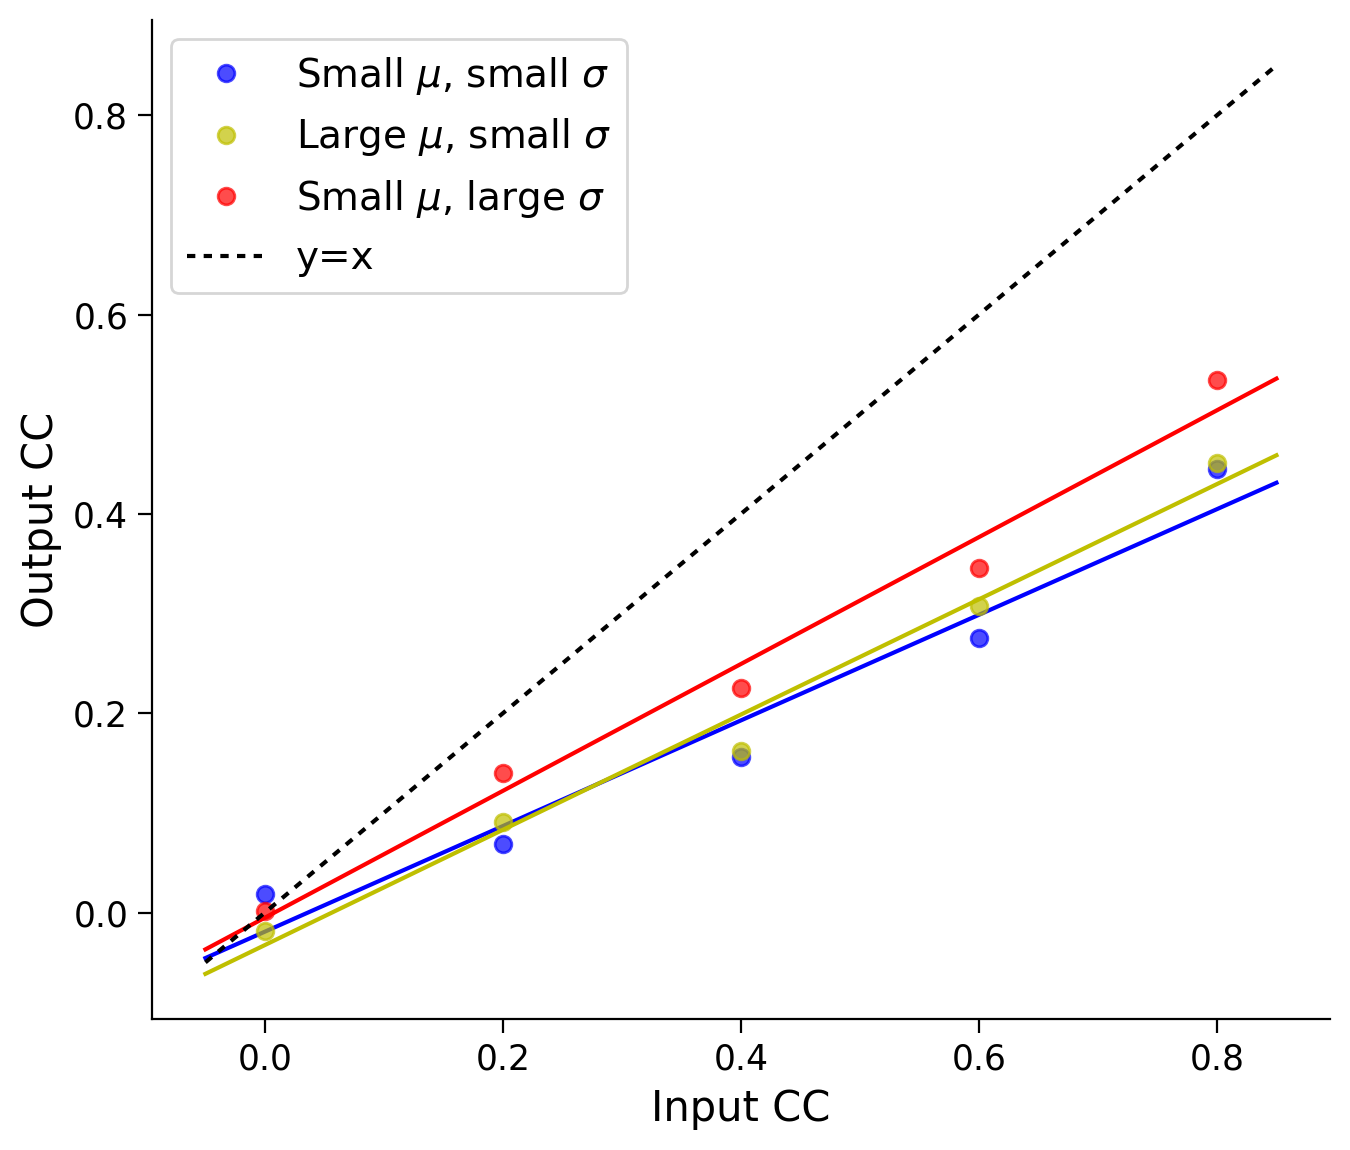 Small μ, small σ
Large μ, small σ
Small μ, large σ
y=x
0.8
0.6
0.4
0.2
0.0
Output CC
0.0 0.2 0.4 0.6 0.8
Input CC